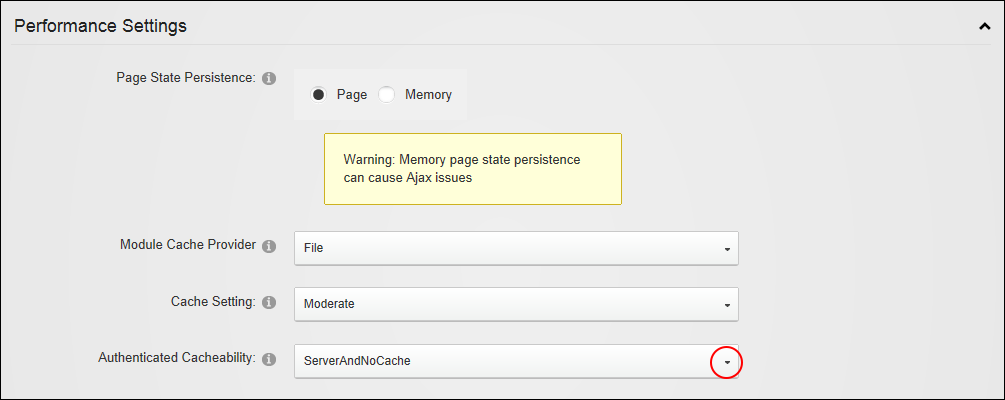 Performance Settings
Page State Persistence:
Page Memory
Warning: Memory page state persistence
can cause Ajax issues
Module Cache Provider
File
Cache Setting:
Moderate
Authenticated Cacheability:
ServerAndNoCache